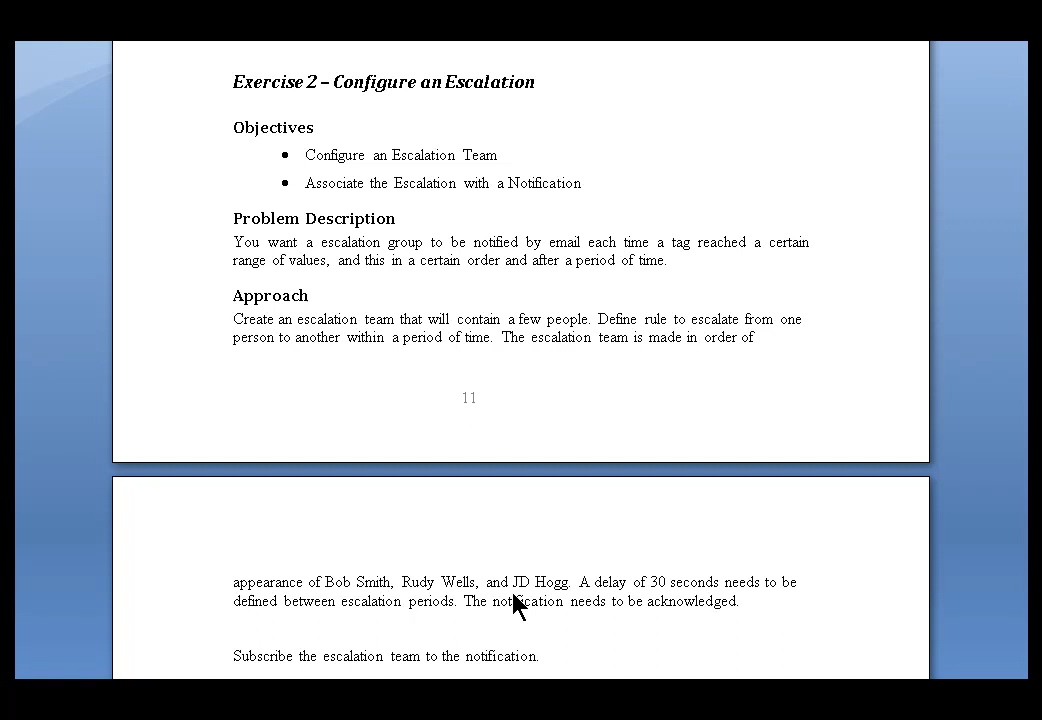 Exercise 2 – Configure an Escalation
Objectives
● Configure an Escalation Team
● Associate the Escalation with a Notification
Problem Description
You want a escalation group to be notified by email each time a tag reached a certain
range of values, and this in a certain order and after a period of time.
Approach
Create an escalation team that will contain a few people. Define rule to escalate from one
person to another within a period of time. The escalation team is made in order of
11
appearance of Bob Smith, Rudy Wells, and JD Hogg. A delay of 30 seconds needs to be
defined between escalation periods. The notification needs to be acknowledged.
Subscribe the escalation team to the notification.